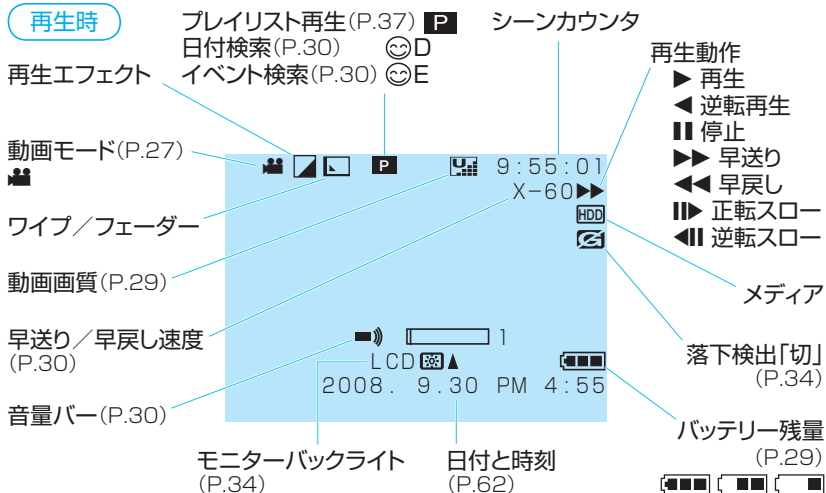 再生時
プレイリスト再生(P.37) P
日付検索(P.30) D
イベント検索(P.30) E
シーンカウンタ
再生動作
▶ 再生
◀ 逆転再生
❚❚ 停止
▶▶ 早送り
◀◀ 早戻し
❚❚▶ 正転スロー
◀❚❚ 逆転スロー
再生エフェクト
動画モード(P.27)
ワイプ／フェーダー
動画画質(P.29)
早送り／早戻し速度
(P.30)
音量バー(P.30)
P 9:55:01
X-60▶▶
HDD
1
LCD ▲
2008. 9.30 PM 4:55
メディア
落下検出「切」
(P.34)
バッテリー残量
(P.29)
モニターバックライト
(P.34)
日付と時刻
(P.62)